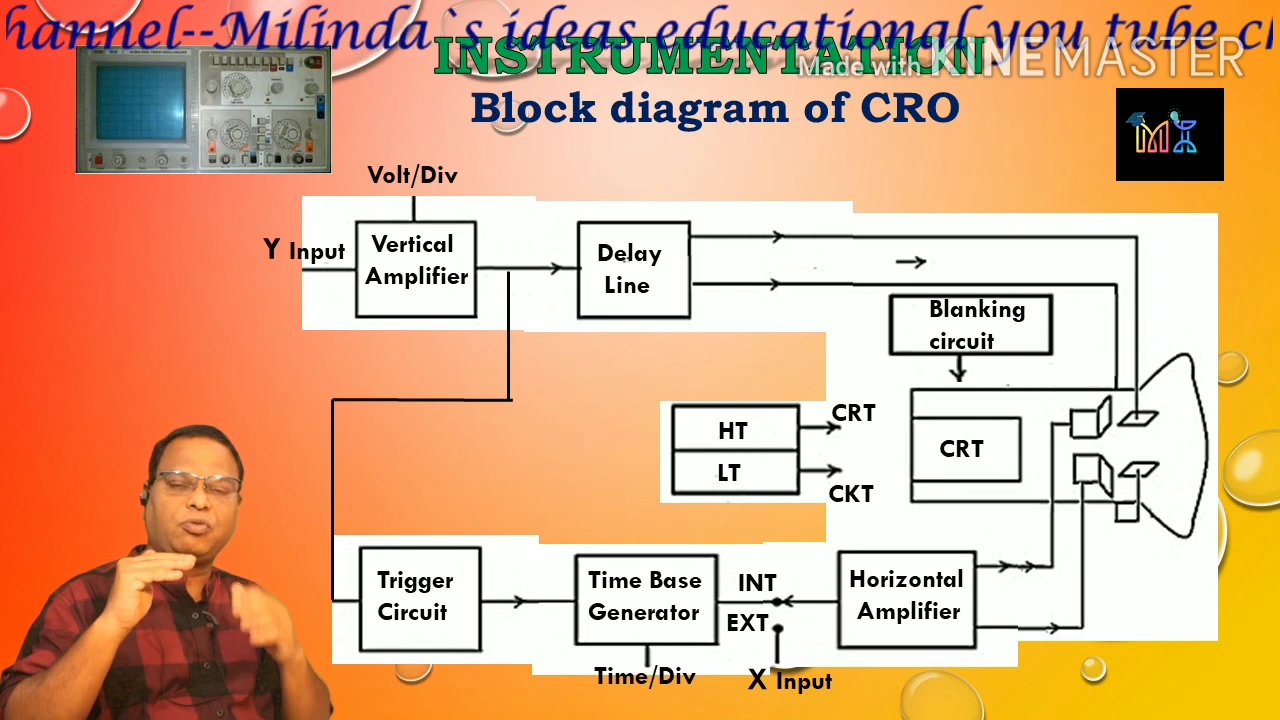 hannel--Milinda`s ideas educational you tube c
INSTRUMENTATION
Made with KINEMASTER
Block diagram of CRO
Volt/Div
Y Input
Vertical
Amplifier
Delay
Line
Blanking
circuit
HT
LT
CRT
CKT
CRT
Trigger
Circuit
Time Base
Generator
INT
EXT
Horizontal
Amplifier
Time/Div
X Input